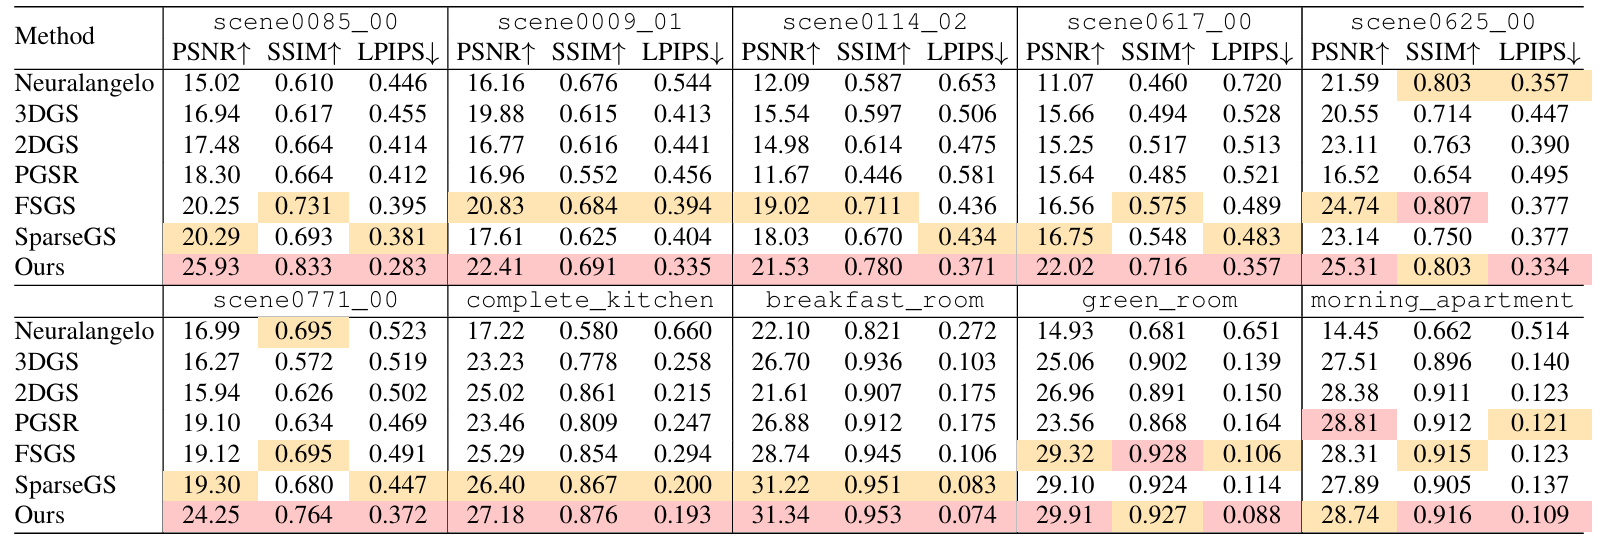 Method scene0085_00 scene0009_01 scene0114_02 scene0617_00 scene0625_00
PSNR↑ SSIM↑ LPIPS↓ PSNR↑ SSIM↑ LPIPS↓ PSNR↑ SSIM↑ LPIPS↓ PSNR↑ SSIM↑ LPIPS↓ PSNR↑ SSIM↑ LPIPS↓
Neuralangelo 15.02 0.610 0.446 16.16 0.676 0.544 12.09 0.587 0.653 11.07 0.460 0.720 21.59 0.803 0.357
3DGS 16.94 0.617 0.455 19.88 0.615 0.413 15.54 0.597 0.506 15.66 0.494 0.528 20.55 0.714 0.447
2DGS 17.48 0.664 0.414 16.77 0.616 0.441 14.98 0.614 0.475 15.25 0.517 0.513 23.11 0.763 0.390
PGSR 18.30 0.664 0.412 16.96 0.552 0.456 11.67 0.446 0.581 15.64 0.485 0.521 16.52 0.654 0.495
FSGS 20.25 0.731 0.395 20.83 0.684 0.394 19.02 0.711 0.436 16.56 0.575 0.489 24.74 0.807 0.377
SparseGS 20.29 0.693 0.381 17.61 0.625 0.404 18.03 0.670 0.434 16.75 0.548 0.483 23.14 0.750 0.377
Ours 25.93 0.833 0.283 22.41 0.691 0.335 21.53 0.780 0.371 22.02 0.716 0.357 25.31 0.803 0.334
scene0771_00 complete_kitchen breakfast_room green_room morning_apartment
Neuralangelo 16.99 0.695 0.523 17.22 0.580 0.660 22.10 0.821 0.272 14.93 0.681 0.651 14.45 0.662 0.514
3DGS 16.27 0.572 0.519 23.23 0.778 0.258 26.70 0.936 0.103 25.06 0.902 0.139 27.51 0.896 0.140
2DGS 15.94 0.626 0.502 25.02 0.861 0.215 21.61 0.907 0.175 26.96 0.891 0.150 28.38 0.911 0.123
PGSR 19.10 0.634 0.469 23.46 0.809 0.247 26.88 0.912 0.175 23.56 0.868 0.164 28.81 0.912 0.121
FSGS 19.12 0.695 0.491 25.29 0.854 0.294 28.74 0.945 0.106 29.32 0.928 0.106 28.31 0.915 0.123
SparseGS 19.30 0.680 0.447 26.40 0.867 0.200 31.22 0.951 0.083 29.10 0.924 0.114 27.89 0.905 0.137
Ours 24.25 0.764 0.372 27.18 0.876 0.193 31.34 0.953 0.074 29.91 0.927 0.088 28.74 0.916 0.109